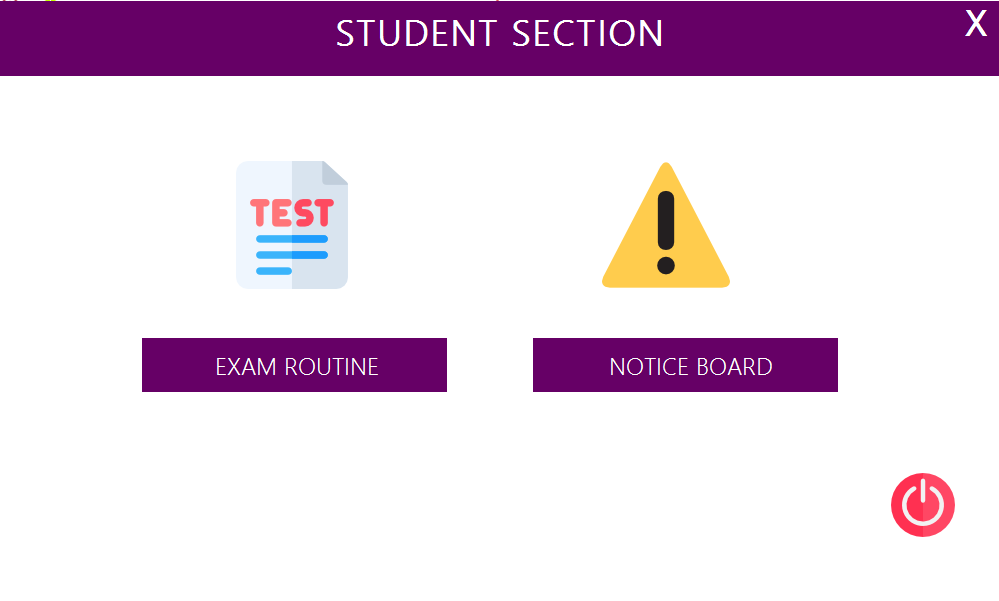 STUDENT SECTION
X
TEST
EXAM ROUTINE
NOTICE BOARD